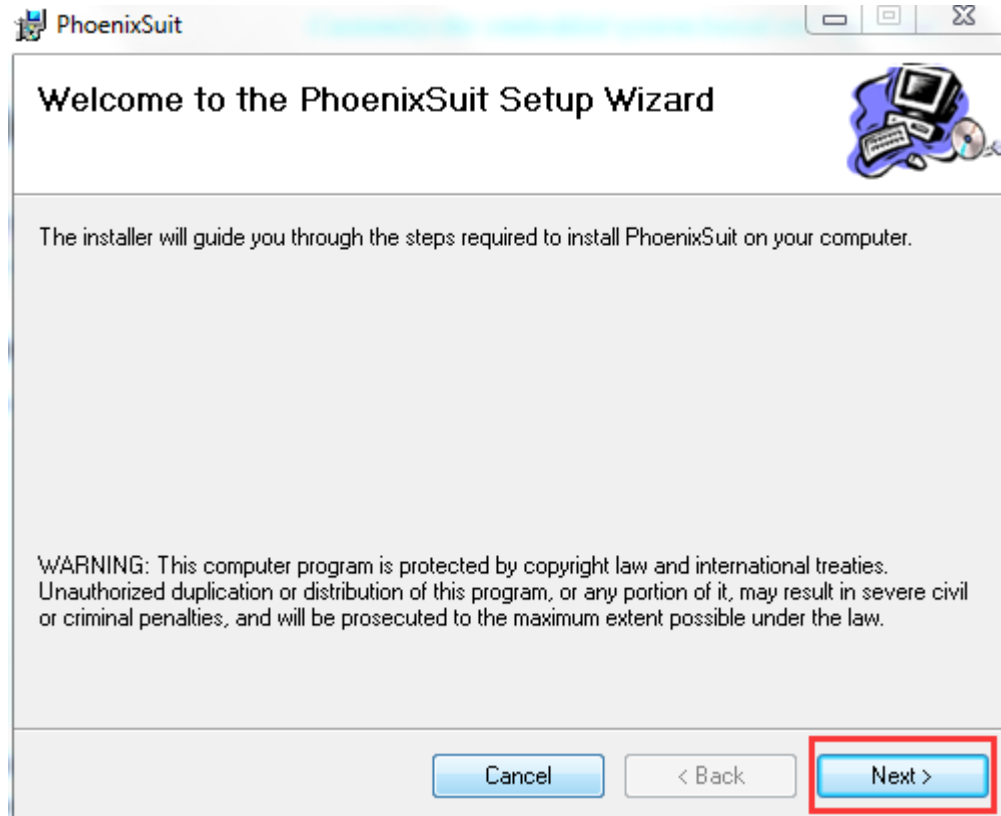 PhoenixSuit
Welcome to the PhoenixSuit Setup Wizard
The installer will guide you through the steps required to install PhoenixSuit on your computer.
WARNING: This computer program is protected by copyright law and international treaties.
Unauthorized duplication or distribution of this program, or any portion of it, may result in severe civil
or criminal penalties, and will be prosecuted to the maximum extent possible under the law.
Cancel
< Back
Next >